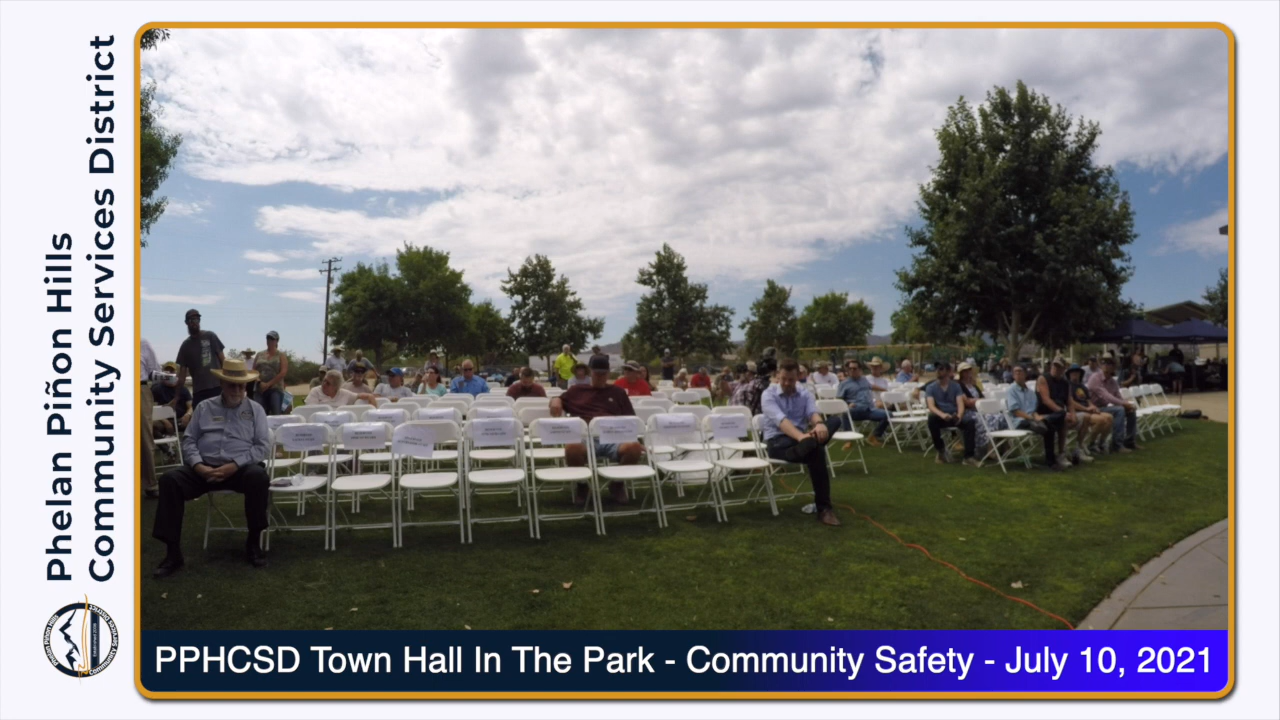 Phelan Piñon Hills
Community Services District
PPHCSD Town Hall In The Park - Community Safety - July 10, 2021